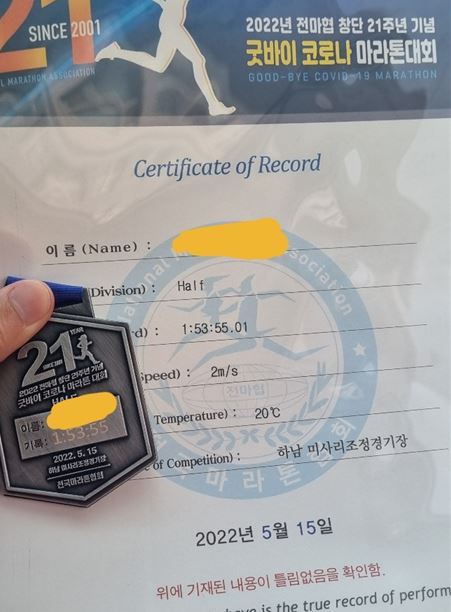 21
SINCE 2001
L MARATHON ASSOCIATION
2022년 전마협 창단 21주년 기념
굿바이 코로나 마라톤대회
GOOD-BYE COVID-19 MARATHON
Certificate of Record
이 름 (Name) :
Division) : Half
d) : 1:53:55.01
Speed) : 2m/s
Temperature) : 20℃
e of Competition) : 하남 미사리조정경기장
전마협
마라톤
21 YEAR
SINCE 2001
2022 전마협 창단 21주년 기념
굿바이 코로나 마라톤 대회
이름:
기록: 1:53:55
2022. 5. 15
하남 미사리조정경기장
전국마라톤협회
2022년 5월 15일
위에 기재된 내용이 틀림없음을 확인함.
above is the true record of perform